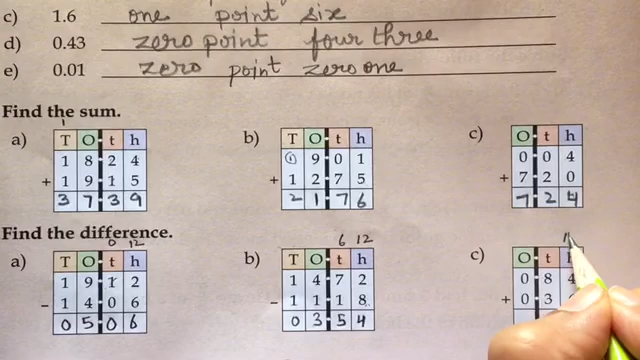 c) 1.6 one point six
d) 0.43 zero point four three
e) 0.01 zero point zero one
Find the sum.
1
a) T O t h b) T O t h c) O t h
1 8 2 4 1 9 0 1 0 0 4
+ 1 9 1 5 + 1 2 7 5 + 7 2 0
3 7 3 9 2 1 7 6 7 2 4
Find the difference.
0 12 6 12
a) T O t h b) T O t h c) O t h
1 9 1 2 1 4 7 2 0 8 4
- 1 4 0 6 - 1 1 1 8 + 0 3
0 5 0 6 0 3 5 4